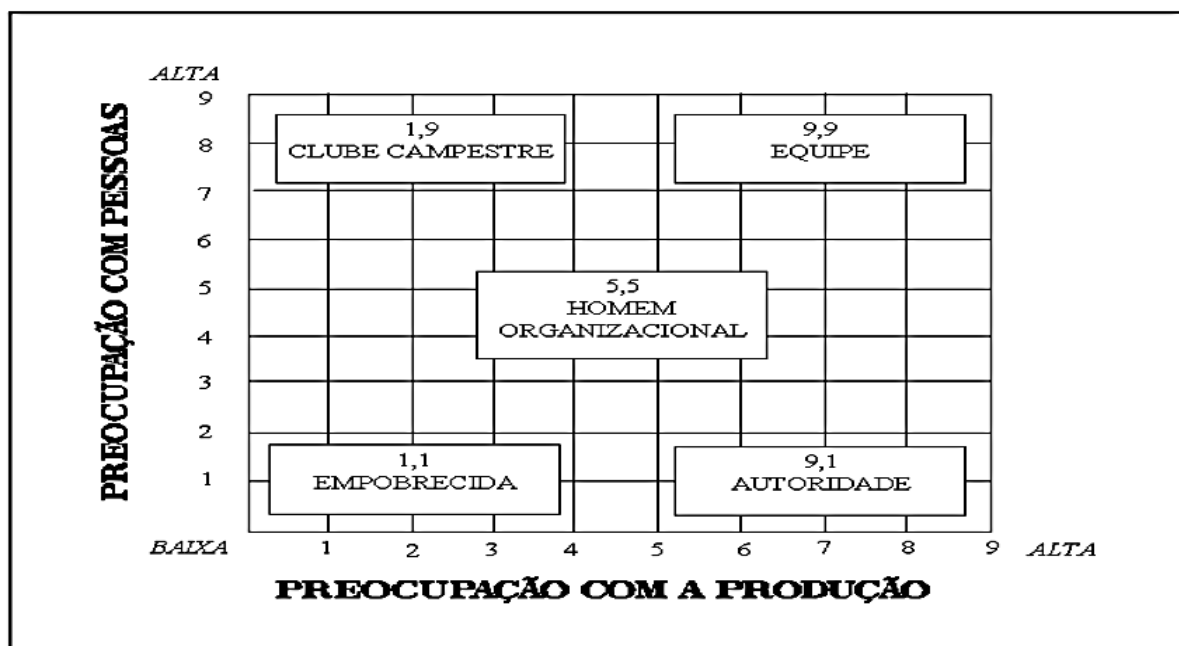 ALTA
9
8
7
6
5
4
3
2
1
PREOCUPAÇÃO COM PESSOAS
1,9
CLUBE CAMPESTRE
9,9
EQUIPE
5,5
HOMEM
ORGANIZACIONAL
1,1
EMPOBRECIDA
9,1
AUTORIDADE
BAIXA 1 2 3 4 5 6 7 8 9 ALTA
PREOCUPAÇÃO COM A PRODUÇÃO